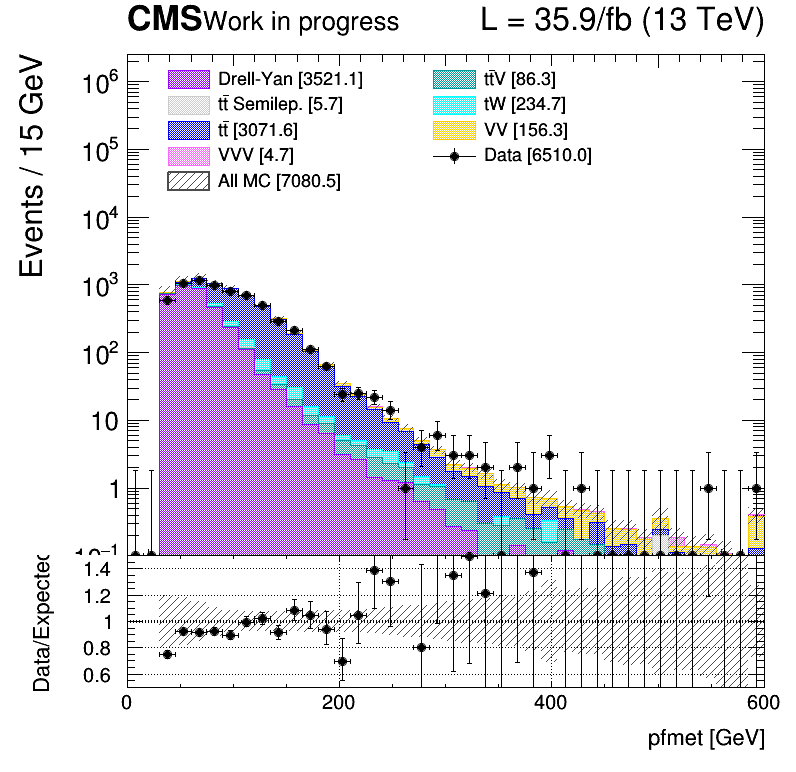 CMS Work in progress L = 35.9/fb (13 TeV)
Events / 15 GeV
Drell-Yan [3521.1]
tt̄ Semilep. [5.7]
tt̄ [3071.6]
VVV [4.7]
All MC [7080.5]
tt̄V [86.3]
tW [234.7]
VV [156.3]
Data [6510.0]
10⁶
10⁵
10⁴
10³
10²
10
1
10⁻¹
Data/Expected
1.4
1.2
1
0.8
0.6
0 200 400 600
pfmet [GeV]